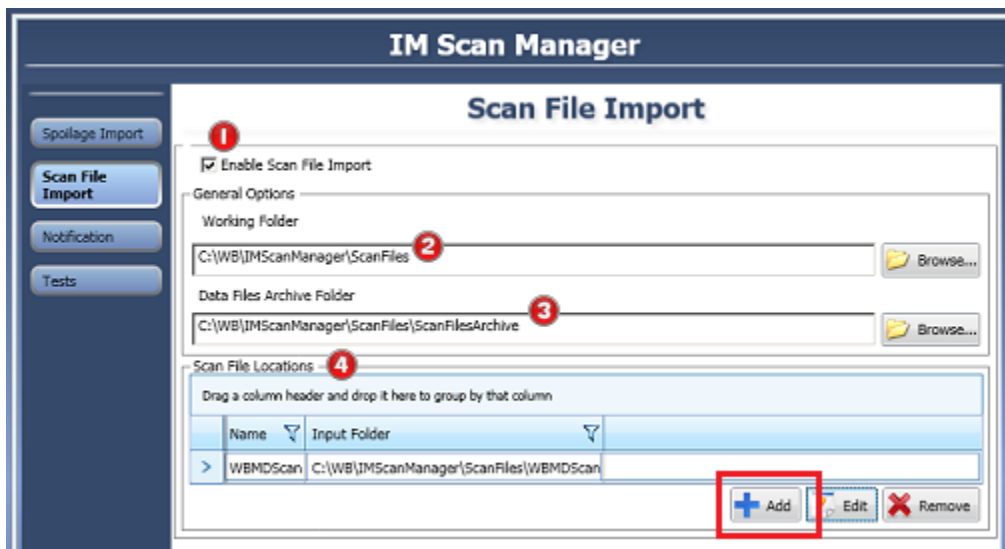 IM Scan Manager
Scan File Import
Spoilage Import
Scan File
Import
Notification
Tests
1
Enable Scan File Import
General Options
Working Folder
C:\WB\IMScanManager\ScanFiles 2
Browse...
Data Files Archive Folder
3
C:\WB\IMScanManager\ScanFiles\ScanFilesArchive
Browse...
Scan File Locations 4
Drag a column header and drop it here to group by that column
Name Input Folder
> WBMDScan C:\WB\IMScanManager\ScanFiles\WBMDScan
Add Edit Remove